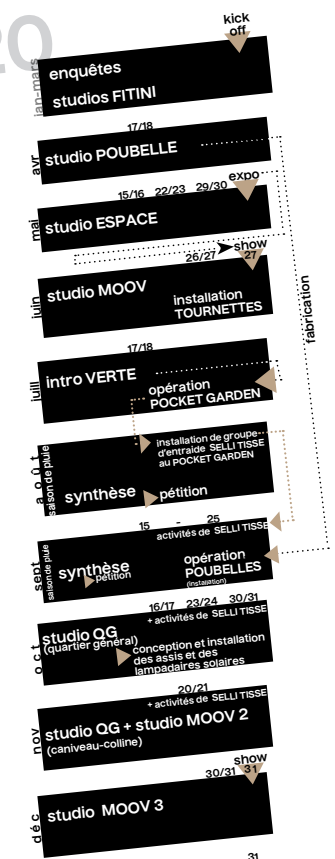 20
kick
off
jan-mars
enquêtes
studios FITINI
17/18
avr
studio POUBELLE
expo
15/16 22/23 29/30
mai
studio ESPACE
show
26/27 27
juin
studio MOOV
installation
TOURNETTES
fabrication
17/18
juill
intro VERTE
opération
POCKET GARDEN
août
saison de pluie
installation de groupe
d'entraide SELLI TISSE
au POCKET GARDEN
synthèse
pétition
15 - 25
activités de SELLI TISSE
sept
saison de pluie
synthèse
pétition
opération
POUBELLES
(installation)
16/17 23/24 30/31
+ activités de SELLI TISSE
oct
studio QG
(quartier général)
conception et installation
des assis et des
lampadaires solaires
20/21
+ activités de SELLI TISSE
nov
studio QG + studio MOOV 2
(caniveau-colline)
show
30/31 31
déc
studio MOOV 3
31